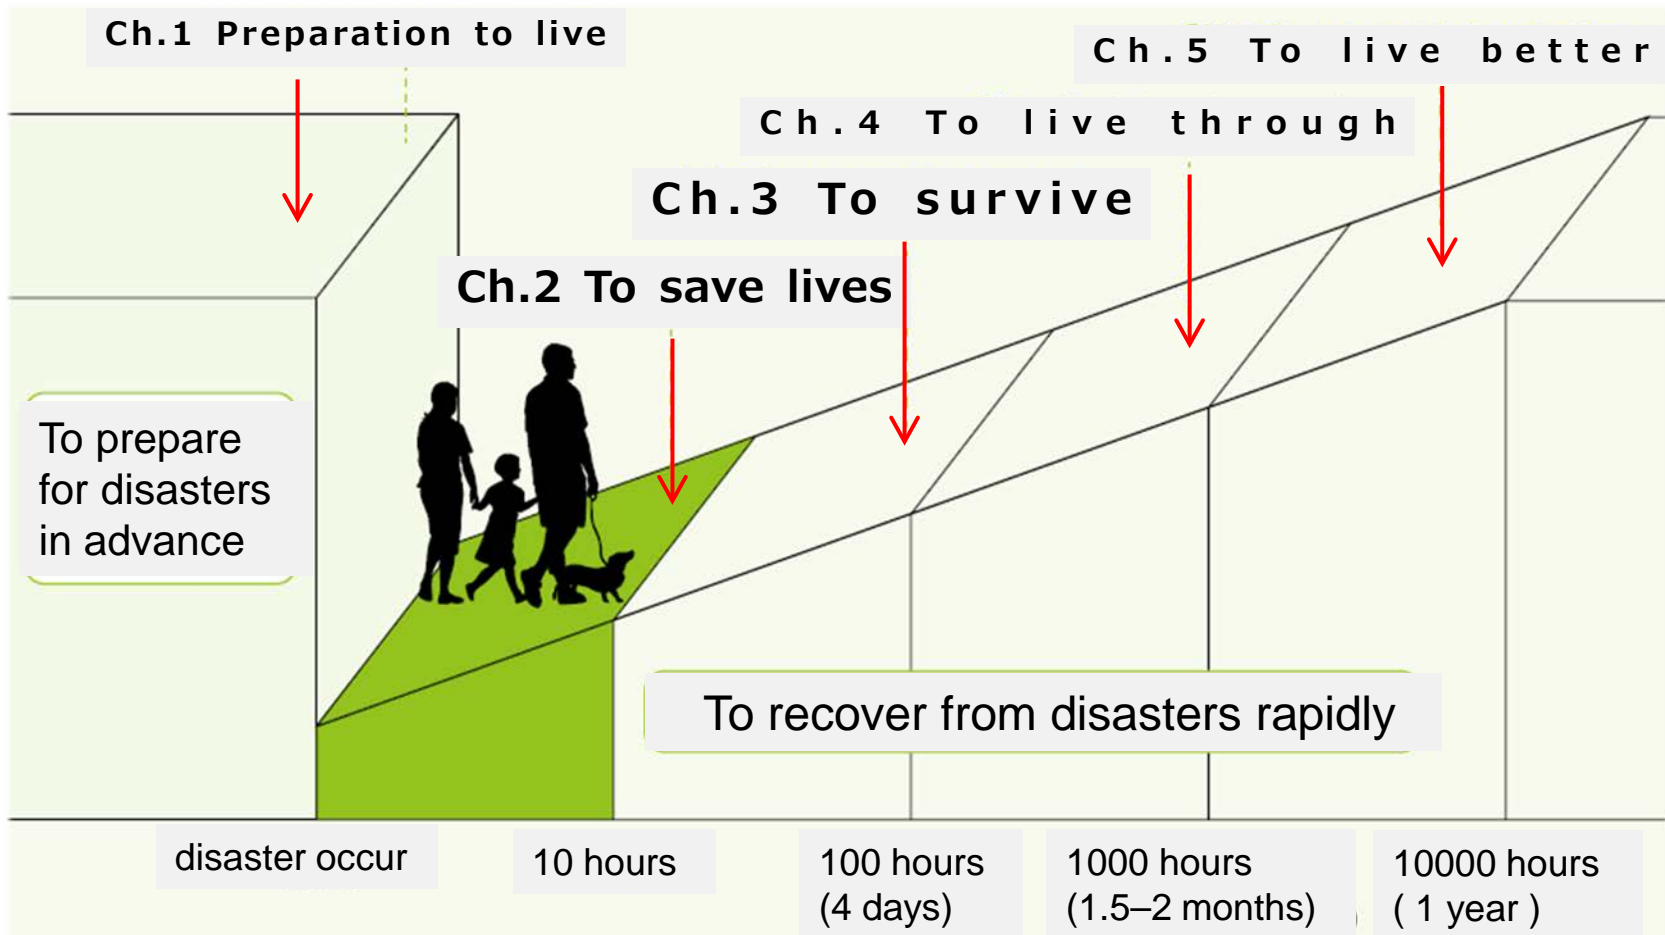 Ch.1 Preparation to live
Ch.5 To live better
Ch.4 To live through
Ch.3 To survive
Ch.2 To save lives
To prepare
for disasters
in advance
To recover from disasters rapidly
disaster occur
10 hours
100 hours
(4 days)
1000 hours
(1.5–2 months)
10000 hours
( 1 year )